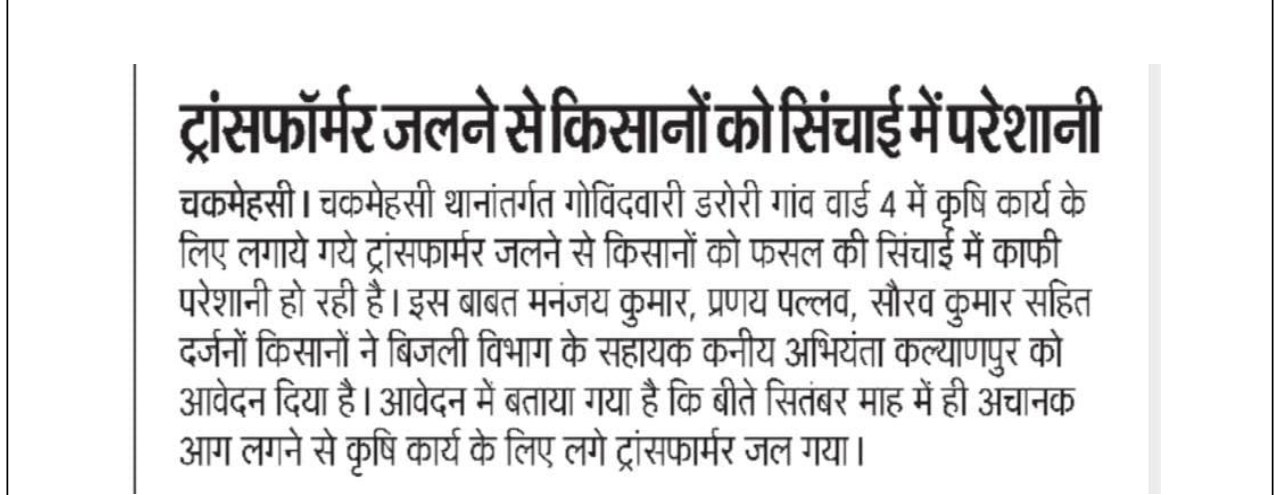 ट्रांसफॉर्मर जलने से किसानों को सिंचाई में परेशानी
चकमेहसी। चकमेहसी थानांतर्गत गोविंदवारी डरोरी गांव वार्ड 4 में कृषि कार्य के
लिए लगाये गये ट्रांसफार्मर जलने से किसानों को फसल की सिंचाई में काफी
परेशानी हो रही है। इस बाबत मनंजय कुमार, प्रणय पल्लव, सौरव कुमार सहित
दर्जनों किसानों ने बिजली विभाग के सहायक कनीय अभियंता कल्याणपुर को
आवेदन दिया है। आवेदन में बताया गया है कि बीते सितंबर माह में ही अचानक
आग लगने से कृषि कार्य के लिए लगे ट्रांसफार्मर जल गया।